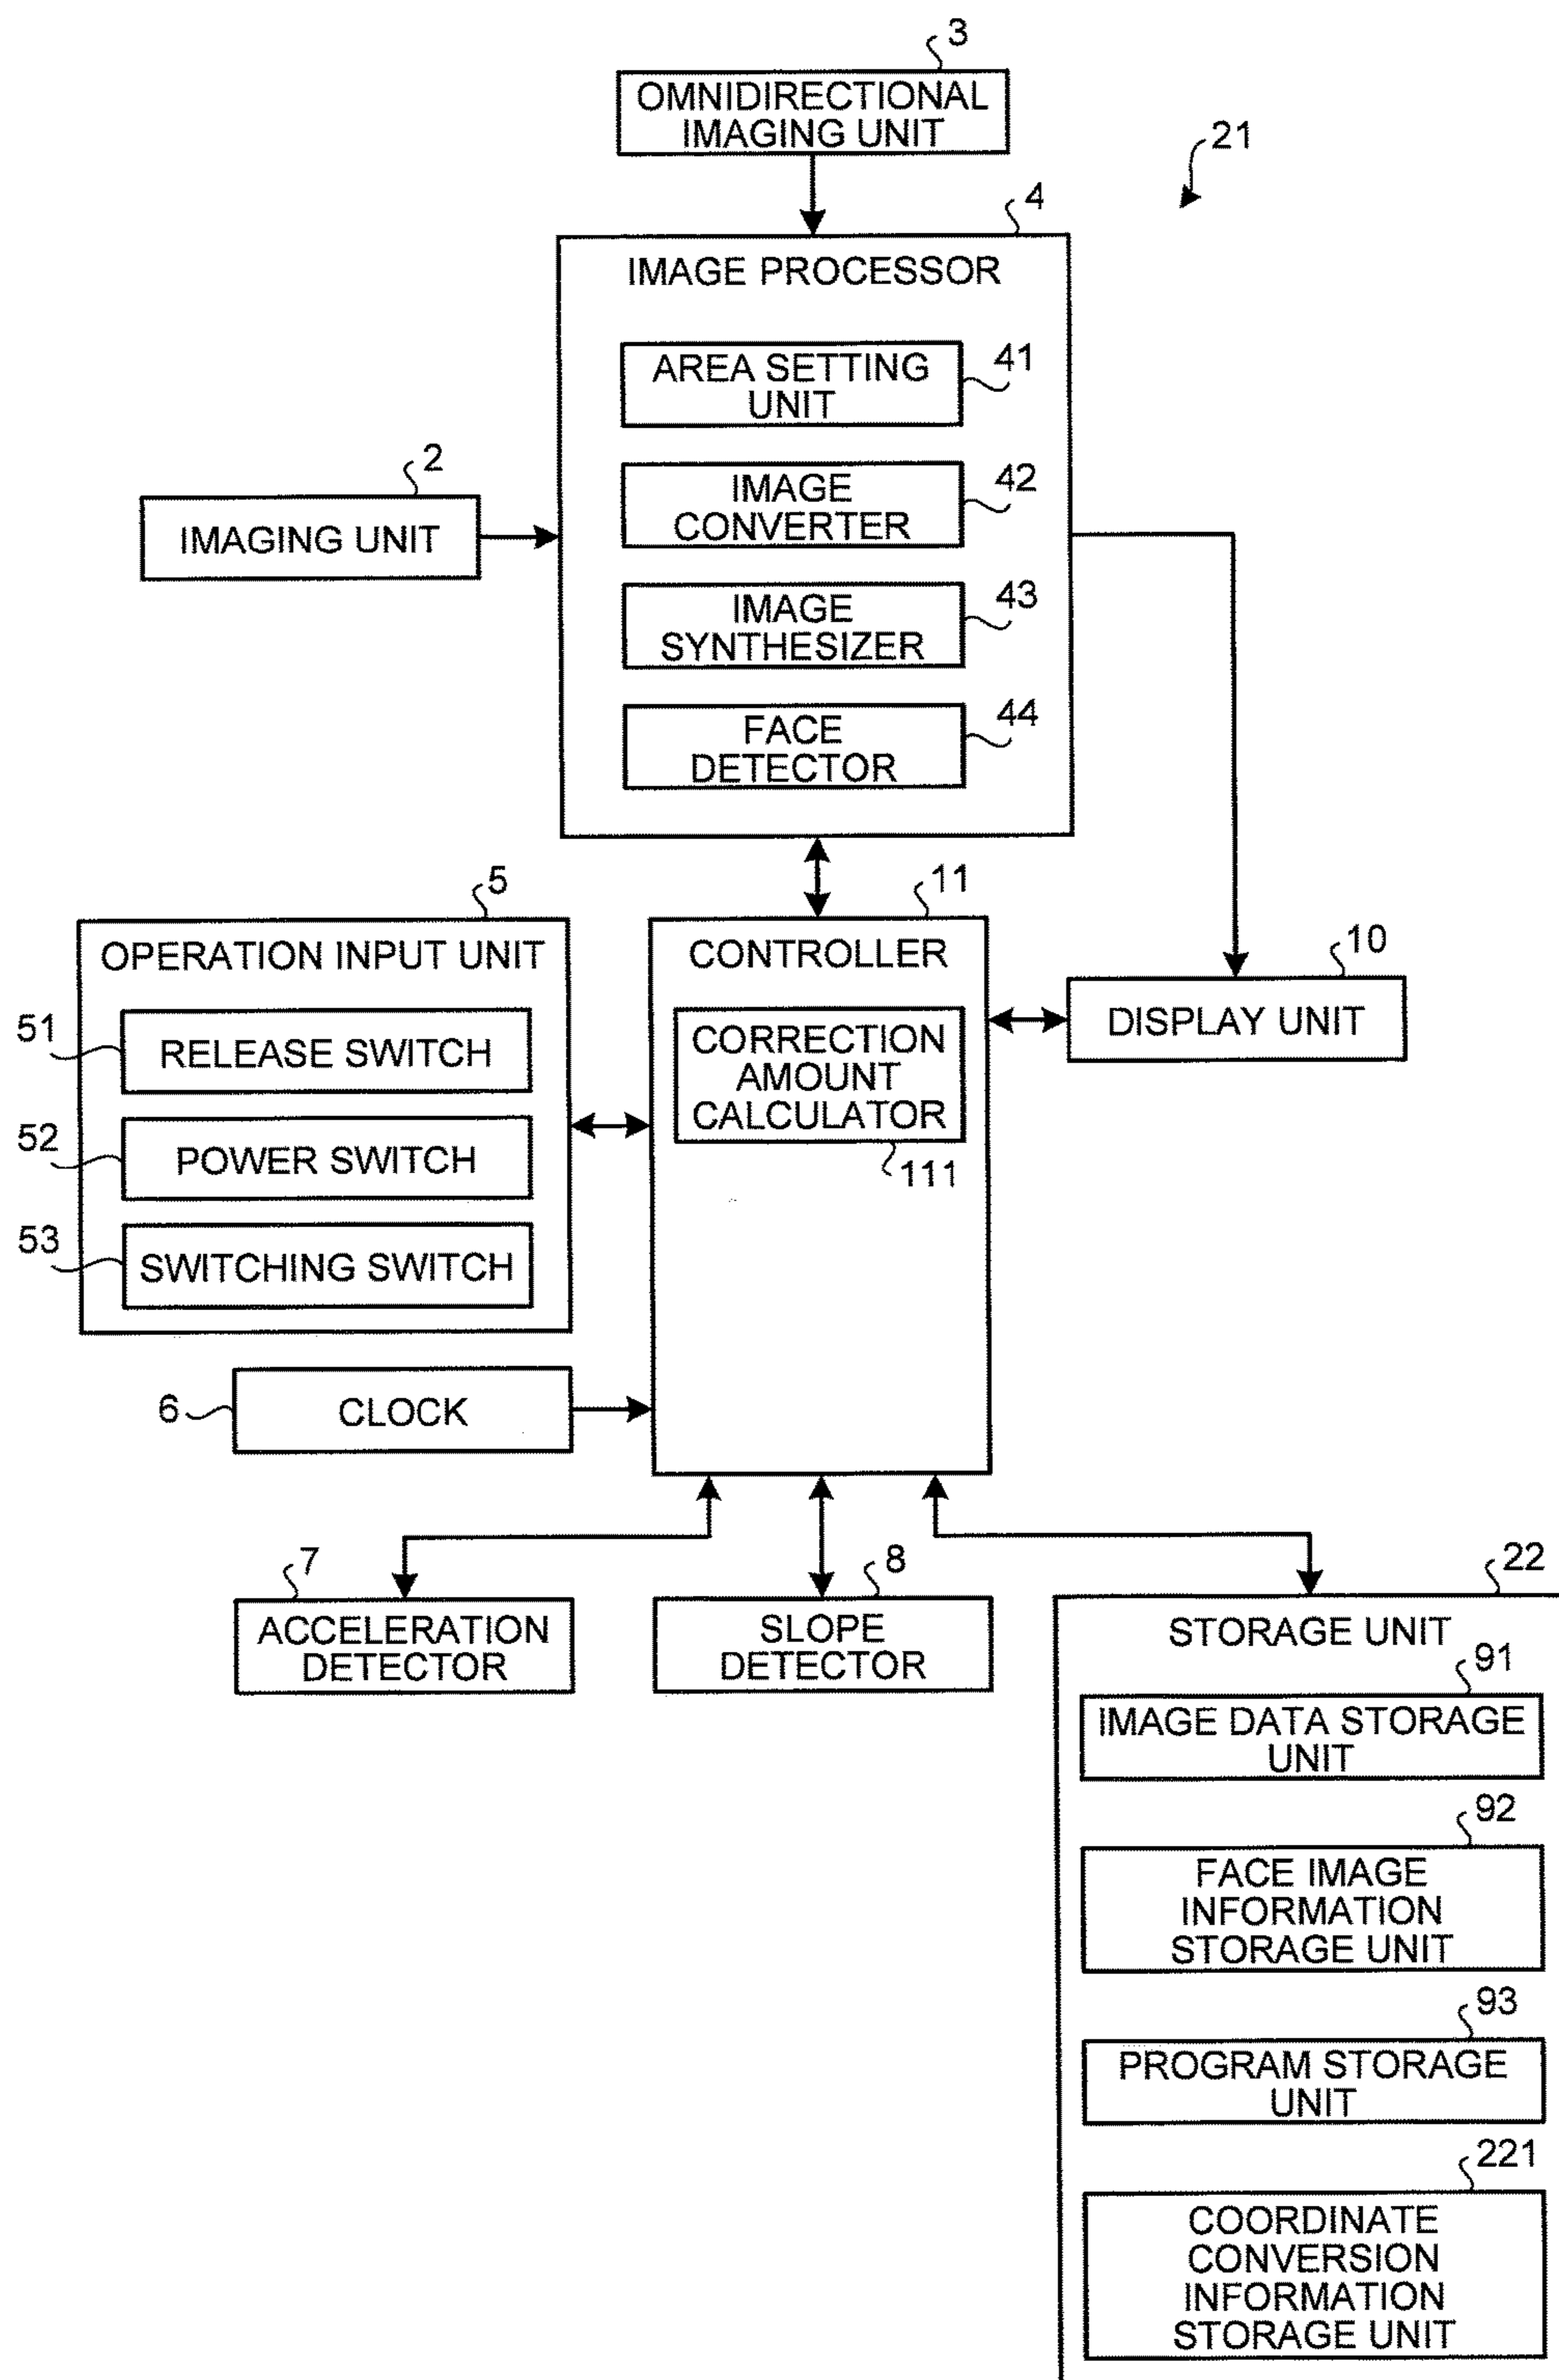 3
OMNIDIRECTIONAL
IMAGING UNIT
21
4
IMAGE PROCESSOR
AREA SETTING
UNIT
41
2
IMAGING UNIT
IMAGE
CONVERTER
42
IMAGE
SYNTHESIZER
43
FACE
DETECTOR
44
5
OPERATION INPUT UNIT
51
RELEASE SWITCH
52
POWER SWITCH
53
SWITCHING SWITCH
11
CONTROLLER
CORRECTION
AMOUNT
CALCULATOR
111
10
DISPLAY UNIT
6
CLOCK
7
ACCELERATION
DETECTOR
8
SLOPE
DETECTOR
22
STORAGE UNIT
91
IMAGE DATA STORAGE
UNIT
92
FACE IMAGE
INFORMATION
STORAGE UNIT
93
PROGRAM STORAGE
UNIT
221
COORDINATE
CONVERSION
INFORMATION
STORAGE UNIT